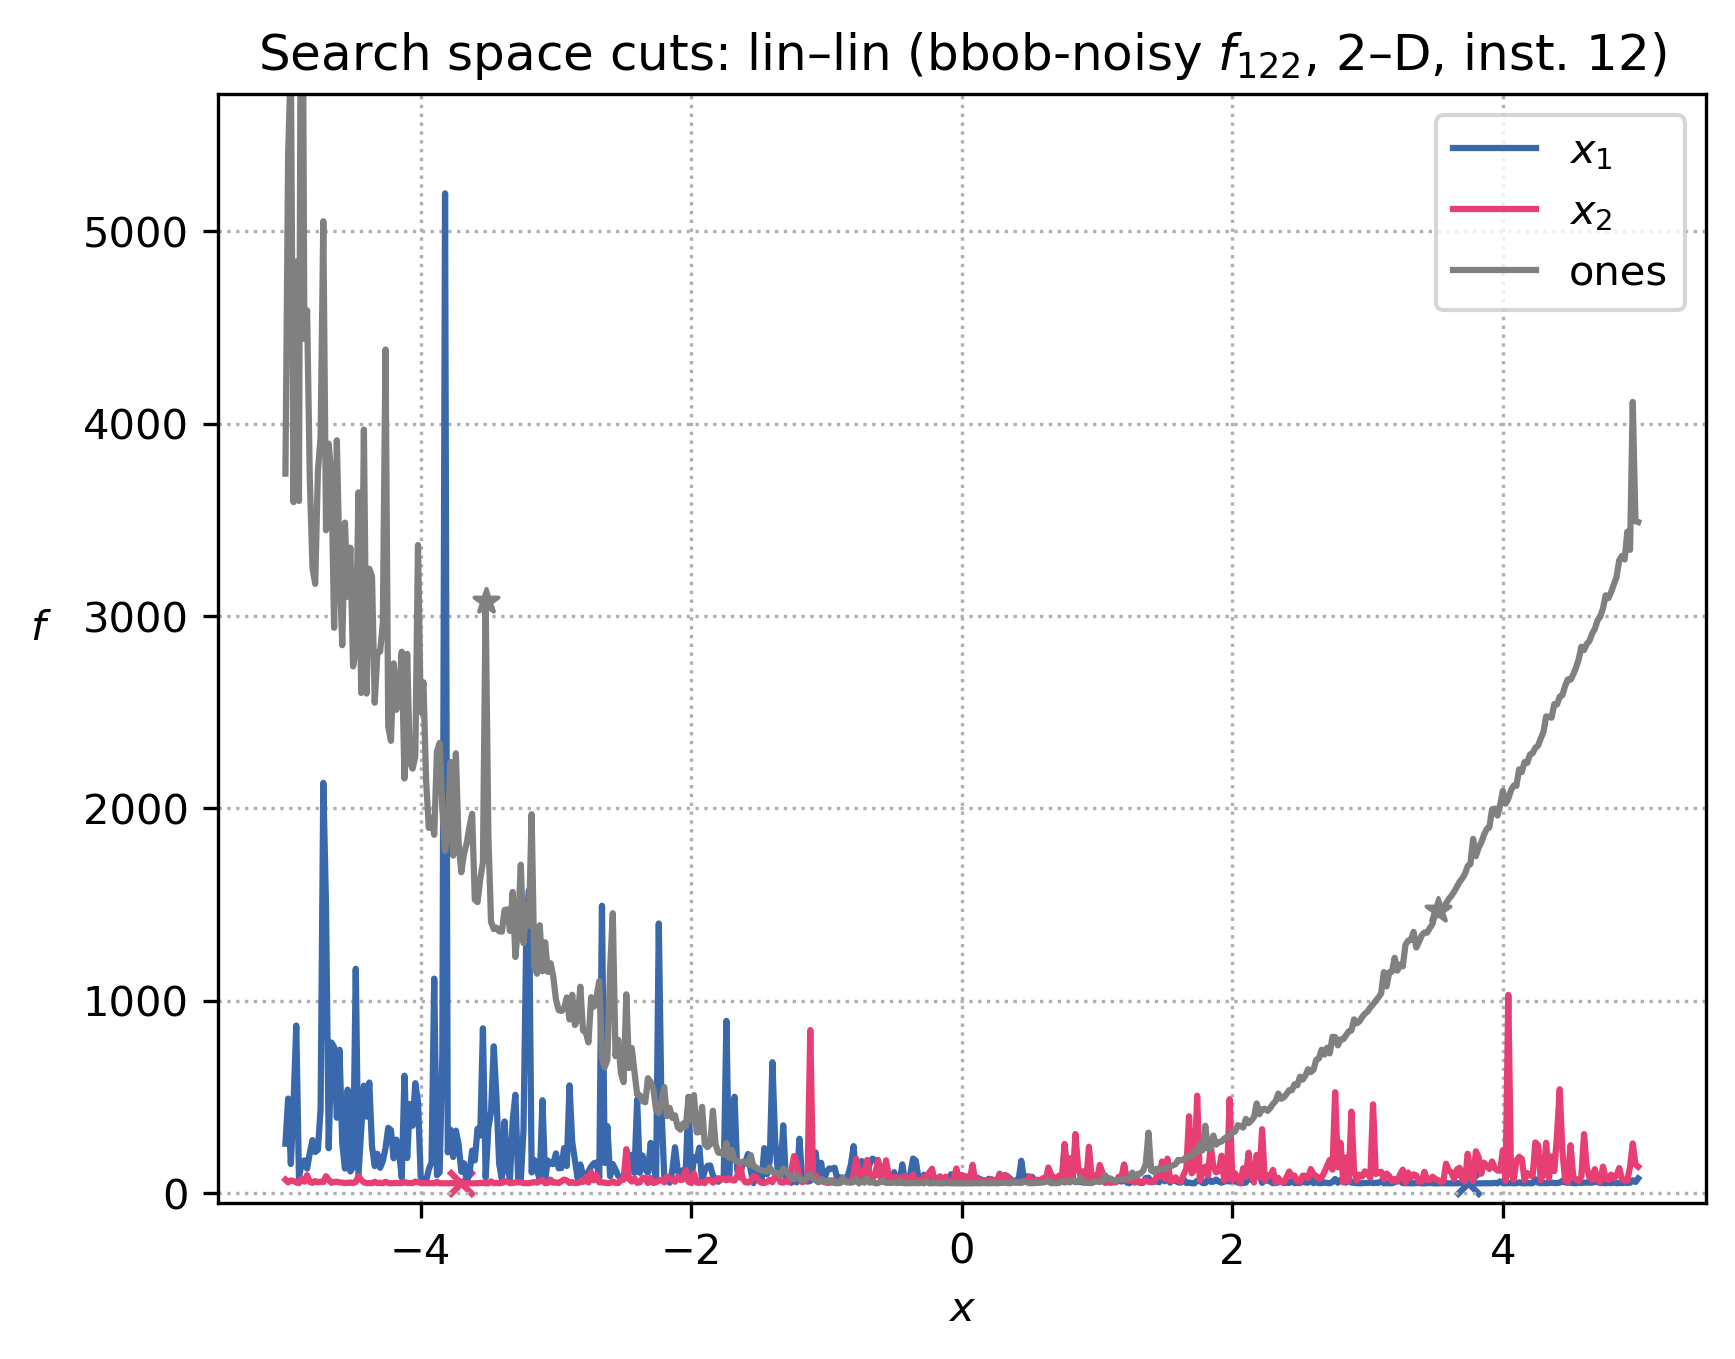 Search space cuts: lin–lin (bbob-noisy f₁₂₂, 2–D, inst. 12)
x₁
x₂
ones
5000
4000
3000
2000
1000
0
f
−4
−2
0
2
4
x